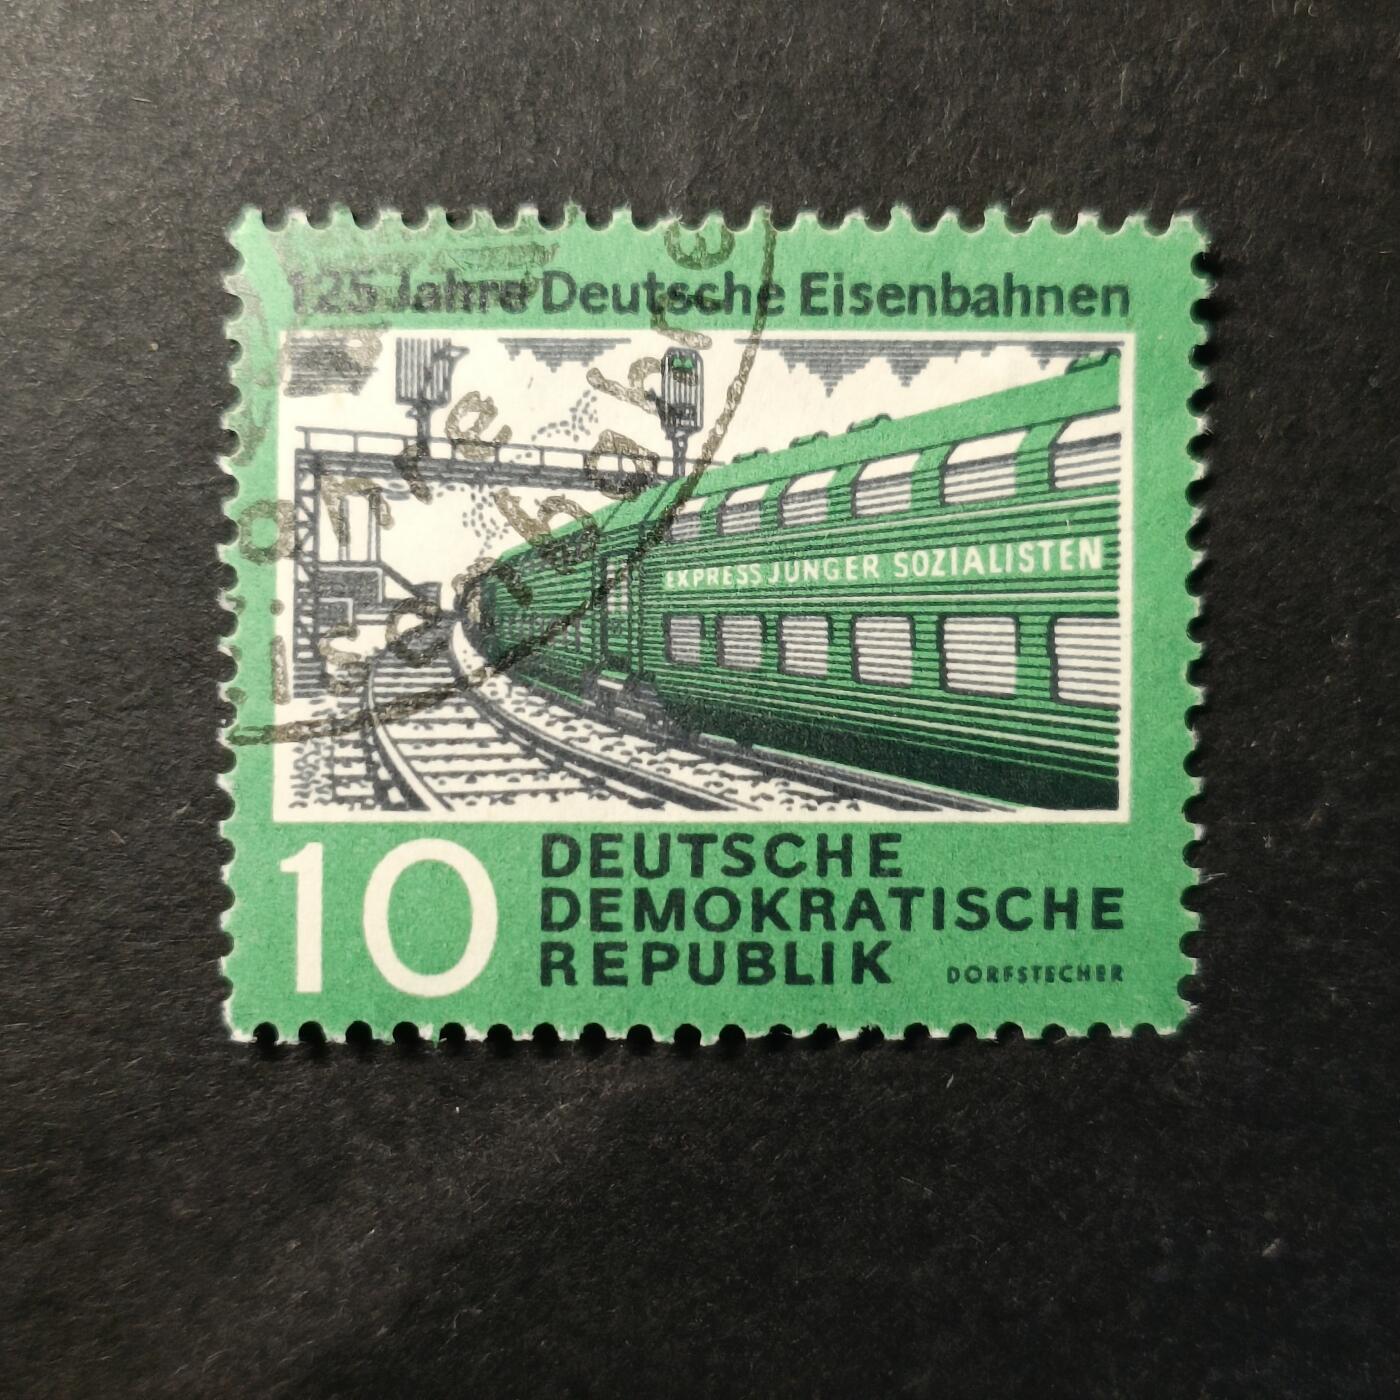 125 Jahre Deutsche Eisenbahnen
EXPRESS JUNGER SOZIALISTEN
10
DEUTSCHE
DEMOKRATISCHE
REPUBLIK
DORFSTECHER